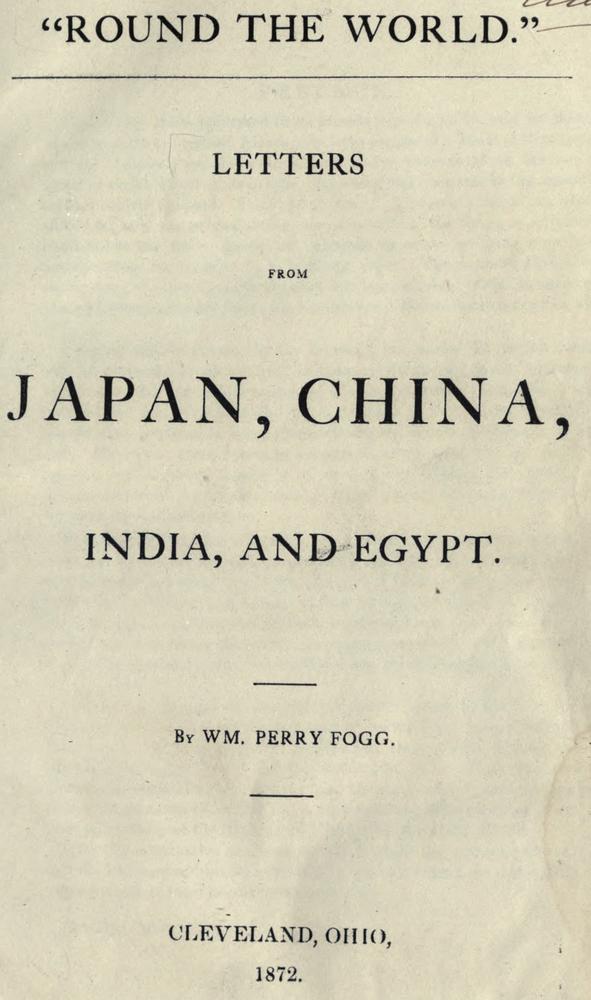 “ROUND THE WORLD.”
LETTERS
FROM
JAPAN, CHINA,
INDIA, AND EGYPT.
By WM. PERRY FOGG.
CLEVELAND, OHIO,
1872.